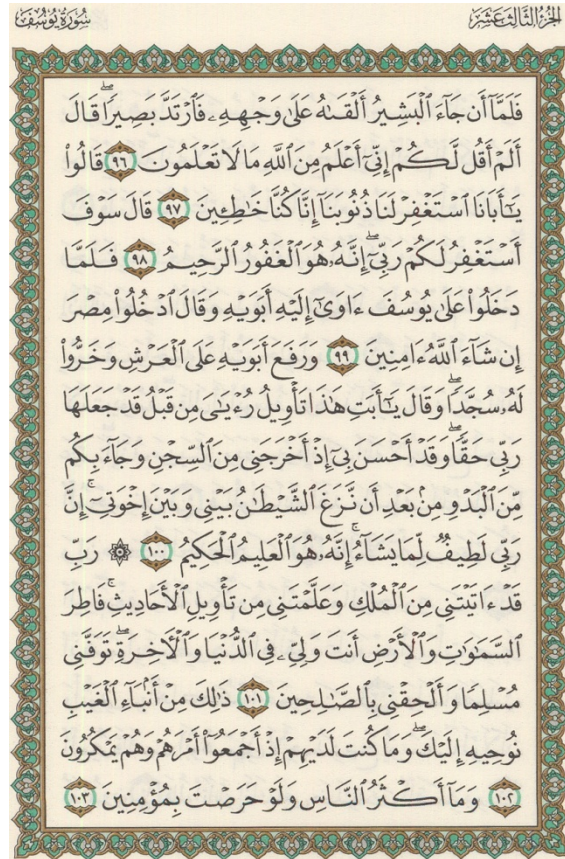 سُورَةُ يُوسُفَ
الجُزْءُ الثَّالِثَ عَشَرَ
فَلَمَّآ أَن جَآءَ ٱلْبَشِيرُ أَلْقَىٰهُ عَلَىٰ وَجْهِهِۦ فَٱرْتَدَّ بَصِيرًاۖ قَالَ
أَلَمْ أَقُل لَّكُمْ إِنِّىٓ أَعْلَمُ مِنَ ٱللَّهِ مَا لَا تَعْلَمُونَ ٩٦ قَالُوا۟
يَـٰٓأَبَانَا ٱسْتَغْفِرْ لَنَا ذُنُوبَنَآ إِنَّا كُنَّا خَـٰطِـِٔينَ ٩٧ قَالَ سَوْفَ
أَسْتَغْفِرُ لَكُمْ رَبِّىٓۖ إِنَّهُۥ هُوَ ٱلْغَفُورُ ٱلرَّحِيمُ ٩٨ فَلَمَّا
دَخَلُوا۟ عَلَىٰ يُوسُفَ ءَاوَىٰٓ إِلَيْهِ أَبَوَيْهِ وَقَالَ ٱدْخُلُوا۟ مِصْرَ
إِن شَآءَ ٱللَّهُ ءَامِنِينَ ٩٩ وَرَفَعَ أَبَوَيْهِ عَلَى ٱلْعَرْشِ وَخَرُّوا۟
لَهُۥ سُجَّدًاۖ وَقَالَ يَـٰٓأَبَتِ هَـٰذَا تَأْوِيلُ رُءْيَـٰىَ مِن قَبْلُ قَدْ جَعَلَهَا
رَبِّى حَقًّاۖ وَقَدْ أَحْسَنَ بِىٓ إِذْ أَخْرَجَنِى مِنَ ٱلسِّجْنِ وَجَآءَ بِكُم
مِّنَ ٱلْبَدْوِ مِنۢ بَعْدِ أَن نَّزَغَ ٱلشَّيْطَـٰنُ بَيْنِى وَبَيْنَ إِخْوَتِىٓۚ إِنَّ
رَبِّى لَطِيفٌ لِّمَا يَشَآءُۚ إِنَّهُۥ هُوَ ٱلْعَلِيمُ ٱلْحَكِيمُ ١٠٠ ۞ رَبِّ
قَدْ ءَاتَيْتَنِى مِنَ ٱلْمُلْكِ وَعَلَّمْتَنِى مِن تَأْوِيلِ ٱلْأَحَادِيثِۚ فَاطِرَ
ٱلسَّمَـٰوَٰتِ وَٱلْأَرْضِ أَنتَ وَلِىِّۦ فِى ٱلدُّنْيَا وَٱلْـَٔاخِرَةِۖ تَوَفَّنِى
مُسْلِمًا وَأَلْحِقْنِى بِٱلصَّـٰلِحِينَ ١٠١ ذَٰلِكَ مِنْ أَنۢبَآءِ ٱلْغَيْبِ
نُوحِيهِ إِلَيْكَۖ وَمَا كُنتَ لَدَيْهِمْ إِذْ أَجْمَعُوٓا۟ أَمْرَهُمْ وَهُمْ يَمْكُرُونَ
١٠٢ وَمَآ أَكْثَرُ ٱلنَّاسِ وَلَوْ حَرَصْتَ بِمُؤْمِنِينَ ١٠٣